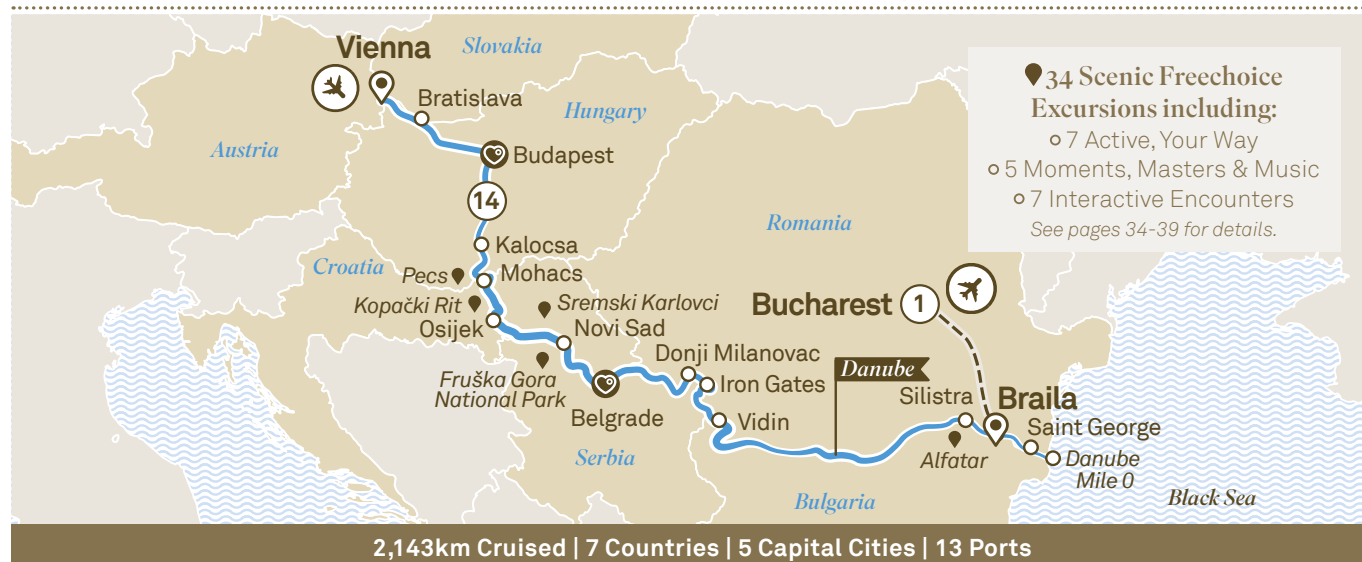 Vienna
Slovakia
Bratislava
Hungary
Austria
Budapest
14
Kalocsa
Croatia
Mohacs
Pecs
Kopački Rit
Osijek
Sremski Karlovci
Novi Sad
Fruška Gora
National Park
Belgrade
Serbia
Donji Milanovac
Iron Gates
Vidin
Romania
Bucharest
1
Danube
Silistra
Braila
Alfatar
Saint George
Danube
Mile 0
Bulgaria
Black Sea
34 Scenic Freechoice
Excursions including:
7 Active, Your Way
5 Moments, Masters & Music
7 Interactive Encounters
See pages 34-39 for details.
2,143km Cruised | 7 Countries | 5 Capital Cities | 13 Ports